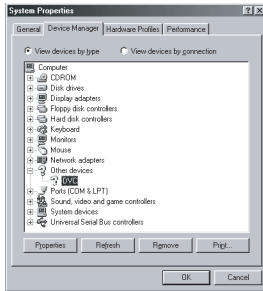 System Properties
General Device Manager Hardware Profiles Performance
View devices by type View devices by connection
Computer
CDROM
Disk drives
Display adapters
Floppy disk controllers
Hard disk controllers
Keyboard
Monitors
Mouse
Network adapters
Other devices
DVC
Ports (COM & LPT)
Sound, video and game controllers
System devices
Universal Serial Bus controllers
Properties Refresh Remove Print...
OK Cancel